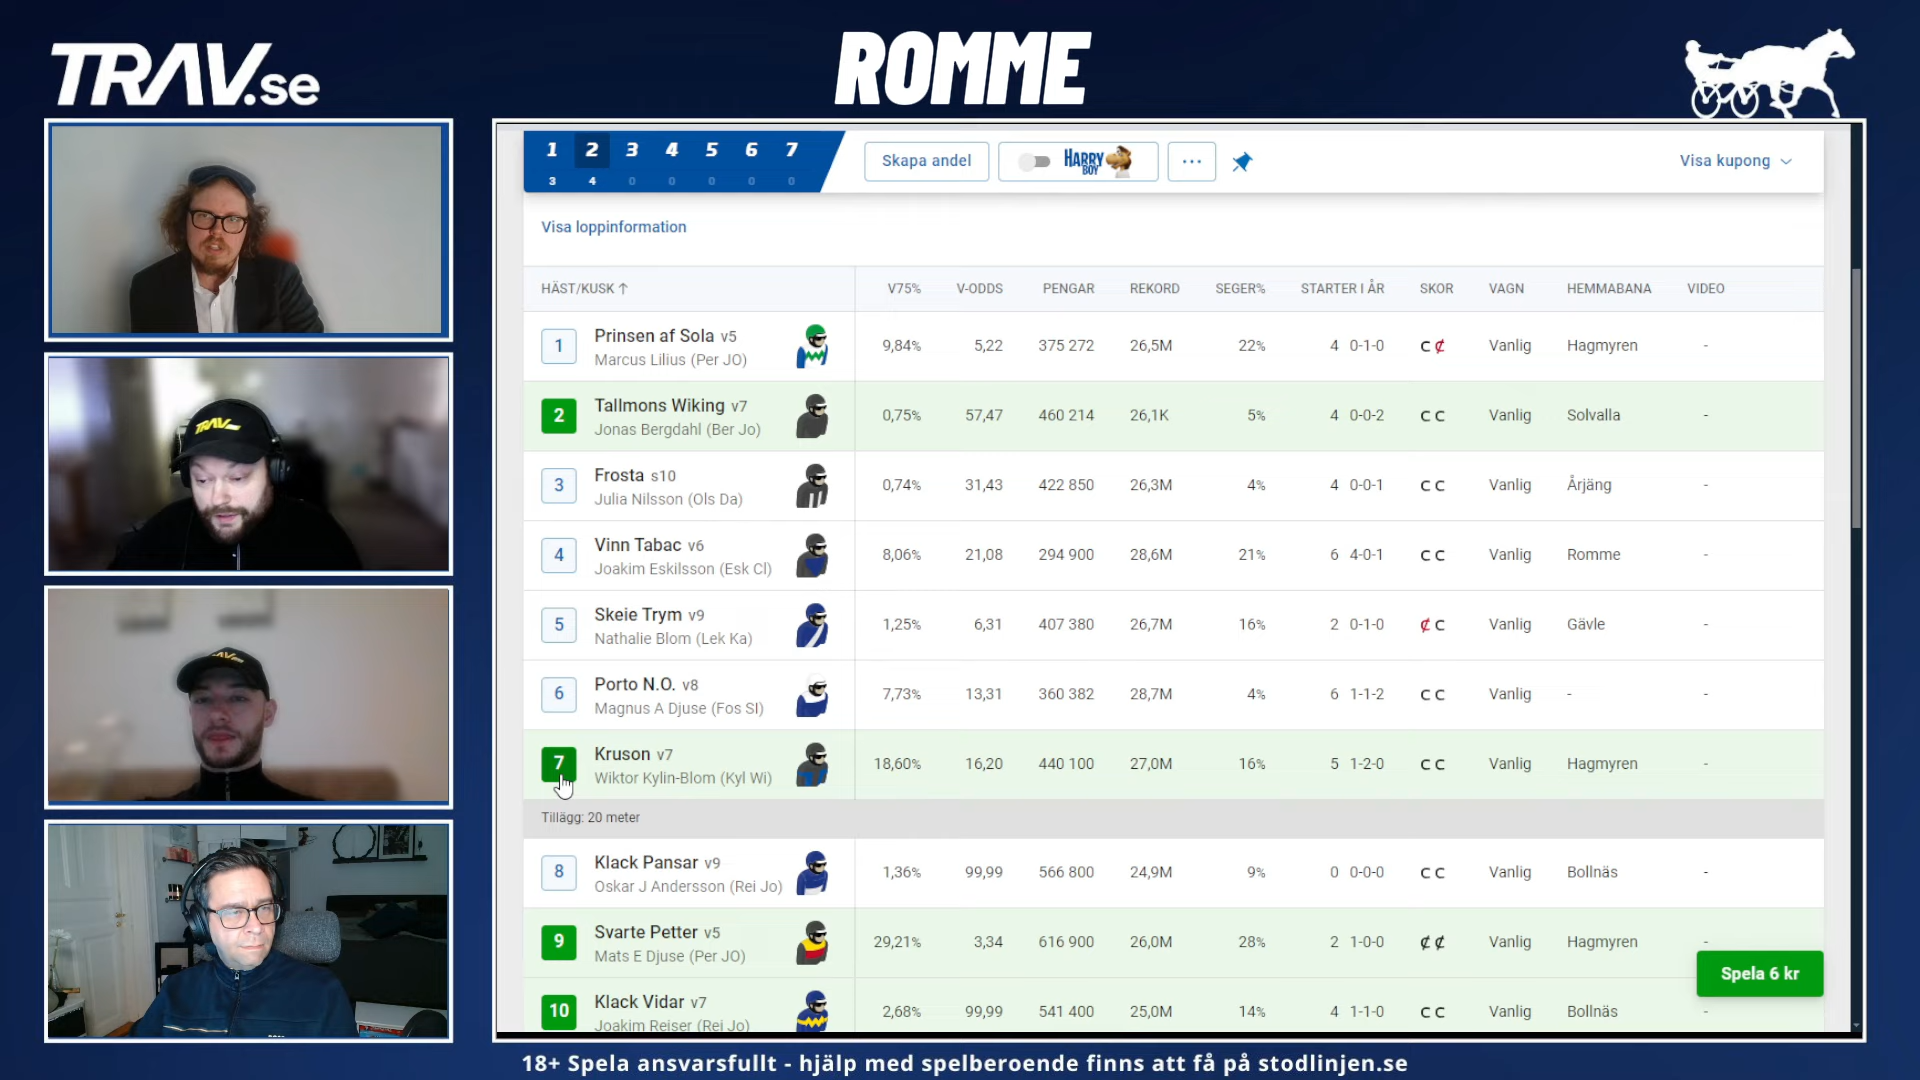 TRAV.se
ROMME
1 2 3 4 5 6 7
3 4 0 0 0 0 0
Skapa andel
HARRY BOY
...
Visa kupong
Visa loppinformation
HÄST/KUSK ↑ V75% V-ODDS PENGAR REKORD SEGER% STARTER I ÅR SKOR VAGN HEMMABANA VIDEO
1 Prinsen af Sola v5 9,84% 5,22 375 272 26,5M 22% 4 0-1-0 C C Vanlig Hagmyren -
Marcus Lilius (Per JO)
2 Tallmons Wiking v7 0,75% 57,47 460 214 26,1K 5% 4 0-0-2 C C Vanlig Solvalla -
Jonas Bergdahl (Ber Jo)
3 Frosta s10 0,74% 31,43 422 850 26,3M 4% 4 0-0-1 C C Vanlig Årjäng -
Julia Nilsson (Ols Da)
4 Vinn Tabac v6 8,06% 21,08 294 900 28,6M 21% 6 4-0-1 C C Vanlig Romme -
Joakim Eskilsson (Esk Cl)
5 Skeie Trym v9 1,25% 6,31 407 380 26,7M 16% 2 0-1-0 C C Vanlig Gävle -
Nathalie Blom (Lek Ka)
6 Porto N.O. v8 7,73% 13,31 360 382 28,7M 4% 6 1-1-2 C C Vanlig - -
Magnus A Djuse (Fos Sl)
7 Kruson v7 18,60% 16,20 440 100 27,0M 16% 5 1-2-0 C C Vanlig Hagmyren -
Wiktor Kylin-Blom (Kyl Wi)
Tillägg: 20 meter
8 Klack Pansar v9 1,36% 99,99 566 800 24,9M 9% 0 0-0-0 C C Vanlig Bollnäs -
Oskar J Andersson (Rei Jo)
9 Svarte Petter v5 29,21% 3,34 616 900 26,0M 28% 2 1-0-0 C C Vanlig Hagmyren -
Mats E Djuse (Per JO)
Spela 6 kr
10 Klack Vidar v7 2,68% 99,99 541 400 25,0M 14% 4 1-1-0 C C Vanlig Bollnäs -
Joakim Reiser (Rei Jo)
18+ Spela ansvarsfullt - hjälp med spelberoende finns att få på stodlinjen.se
TRAV.
TRAV.se